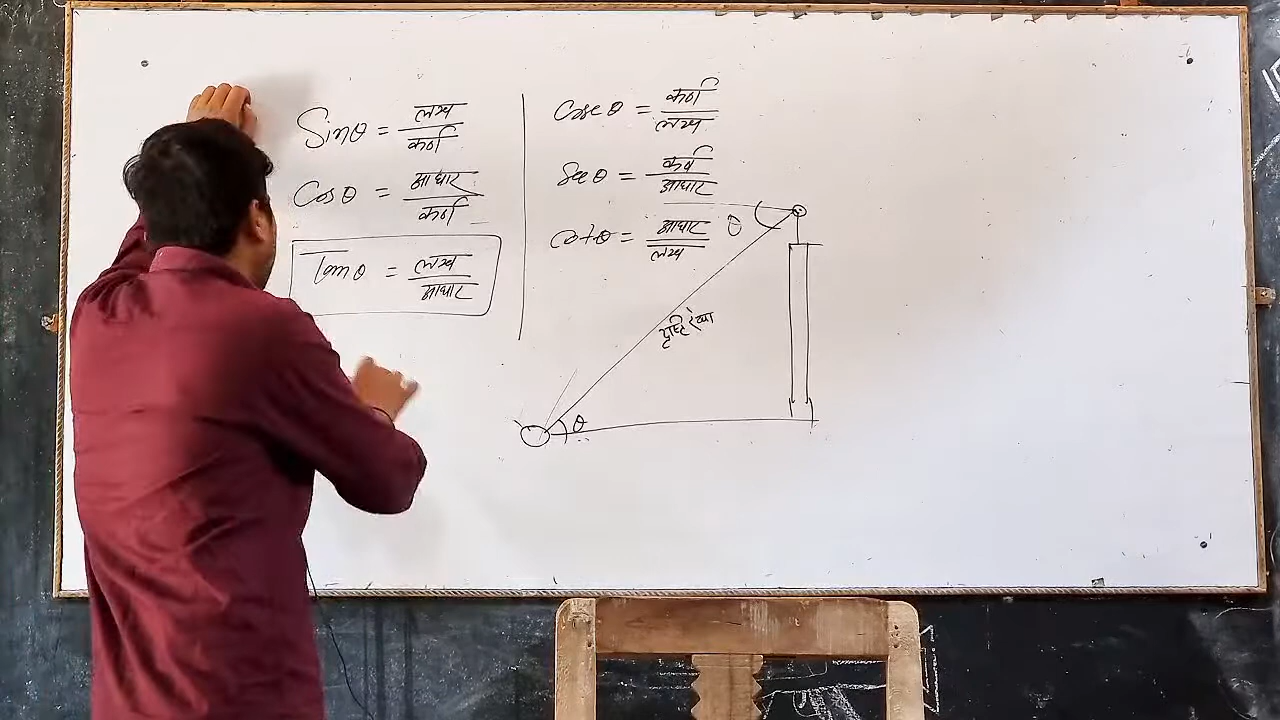 Sinθ = लम्ब / कर्ण
Cosθ = आधार / कर्ण
Tanθ = लम्ब / आधार
Cosecθ = कर्ण / लम्ब
Secθ = कर्ण / आधार
Cotθ = आधार / लम्ब
θ
दृष्टि रेखा
θ